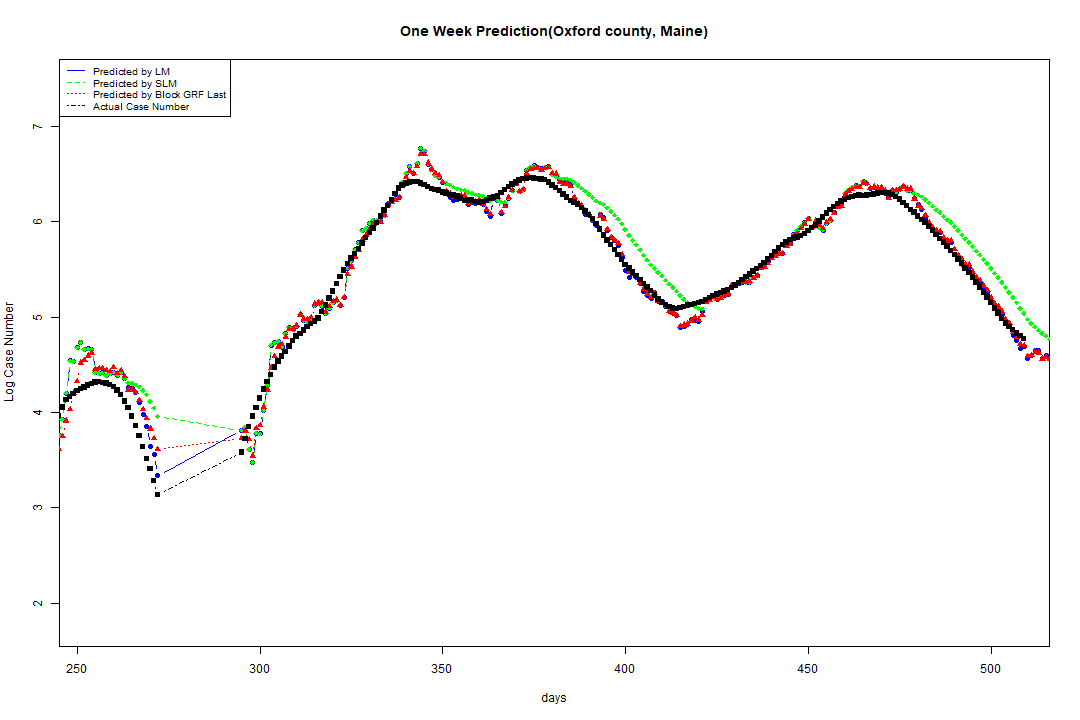 One Week Prediction(Oxford county, Maine)
Predicted by LM
Predicted by SLM
Predicted by Block GRF Last
Actual Case Number
7
6
5
4
3
2
Log Case Number
250 300 350 400 450 500
days